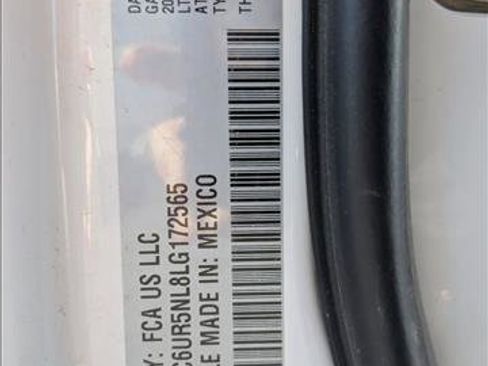 Y: FCA US LLC
C6UR5NL8LG172565
LE MADE IN: MEXICO